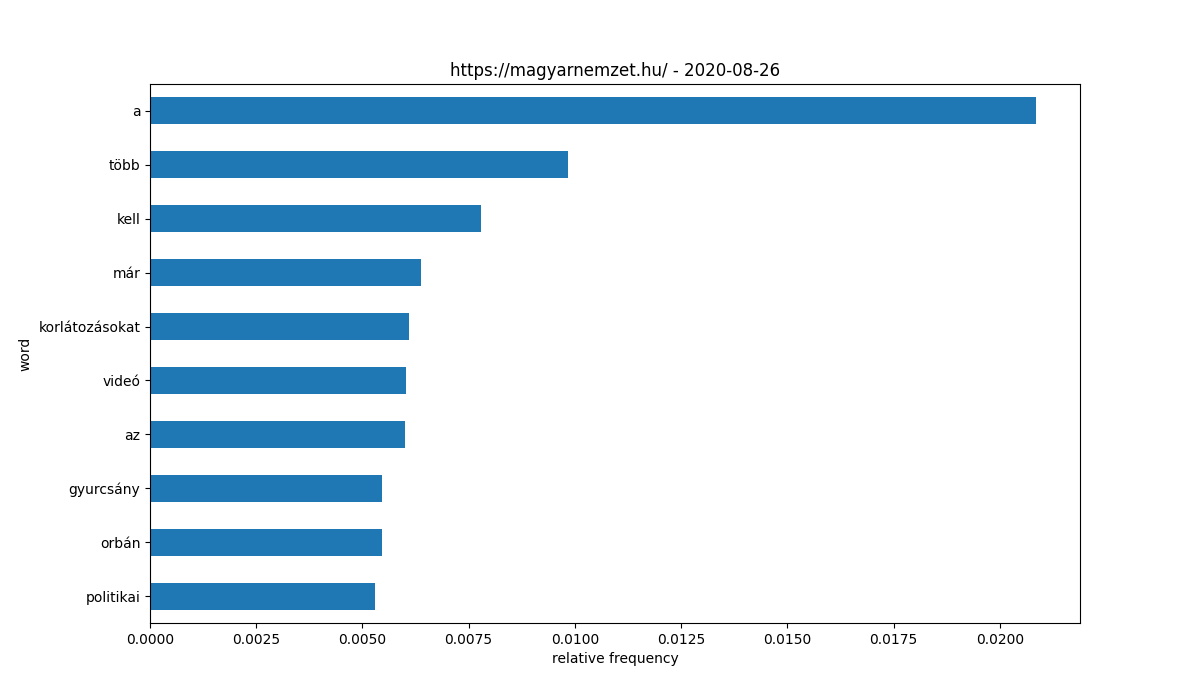 https://magyarnemzet.hu/ - 2020-08-26
a
több
kell
már
korlátozásokat
videó
az
gyurcsány
orbán
politikai
word
0.0000 0.0025 0.0050 0.0075 0.0100 0.0125 0.0150 0.0175 0.0200
relative frequency